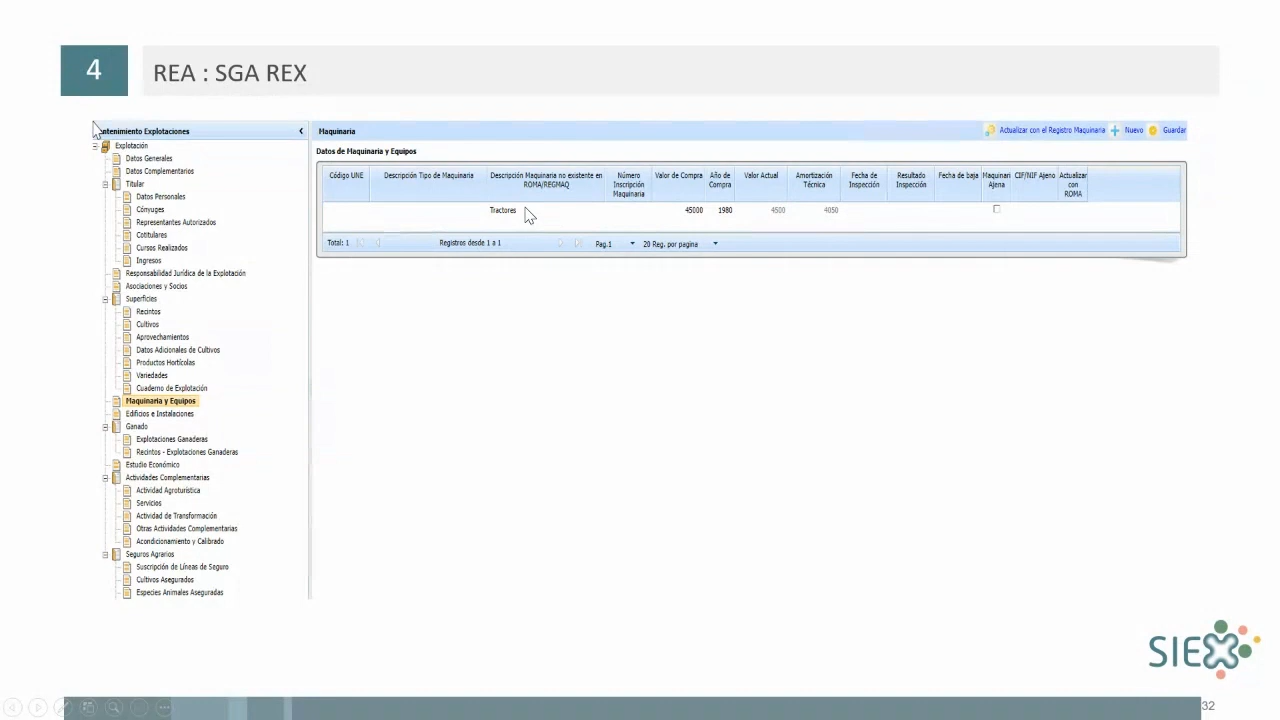 4
REA : SGA REX
ntenimiento Explotaciones
Explotación
Datos Generales
Datos Complementarios
Titular
Datos Personales
Cónyuges
Representantes Autorizados
Cotitulares
Cursos Realizados
Ingresos
Responsabilidad Jurídica de la Explotación
Asociaciones y Socios
Superficies
Recintos
Cultivos
Aprovechamientos
Datos Adicionales de Cultivos
Productos Hortícolas
Variedades
Cuaderno de Explotación
Maquinaria y Equipos
Edificios e Instalaciones
Ganado
Explotaciones Ganaderas
Recintos - Explotaciones Ganaderas
Estudio Económico
Actividades Complementarias
Actividad Agroturística
Servicios
Actividad de Transformación
Otras Actividades Complementarias
Acondicionamiento y Calibrado
Seguros Agrarios
Suscripción de Líneas de Seguro
Cultivos Asegurados
Especies Animales Aseguradas
Maquinaria
Actualizar con el Registro Maquinaria Nuevo Guardar
Datos de Maquinaria y Equipos
Código UNE Descripción Tipo de Maquinaria Descripción Maquinaria no existente en Número Valor de Compra Año de Valor Actual Amortización Fecha de Resultado Fecha de baja Maquinari CIF/NIF Ajeno Actualizar
ROMA/REGMAQ Inscripción Compra Técnica Inspección Inspección Ajena con
Maquinaria ROMA
Tractores 45000 1980 4500 4050
Total: 1 Registros desde 1 a 1 Pag.1 20 Reg. por pagina
SIEX
32